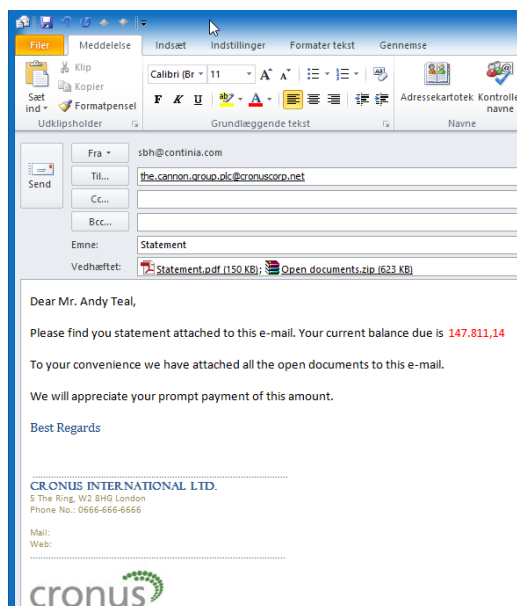 Filer Meddelelse Indsæt Indstillinger Formater tekst Gennemse
Klip
Kopier
Formatpensel
Sæt
ind
Calibri (Br 11 A A
F K U ab A
Adressekartotek Kontroller
navne
Udklipsholder Grundlæggende tekst Navne
Fra sbh@continia.com
Send
Til... the.cannon.group.plc@cronuscorp.net
Cc...
Bcc...
Emne: Statement
Vedhæftet: Statement.pdf (150 KB); Open documents.zip (623 KB)
Dear Mr. Andy Teal,
Please find you statement attached to this e-mail. Your current balance due is 147.811,14
To your convenience we have attached all the open documents to this e-mail.
We will appreciate your prompt payment of this amount.
Best Regards
CRONUS INTERNATIONAL LTD.
5 The Ring, W2 8HG London
Phone No.: 0666-666-6666
Mail:
Web:
cronus